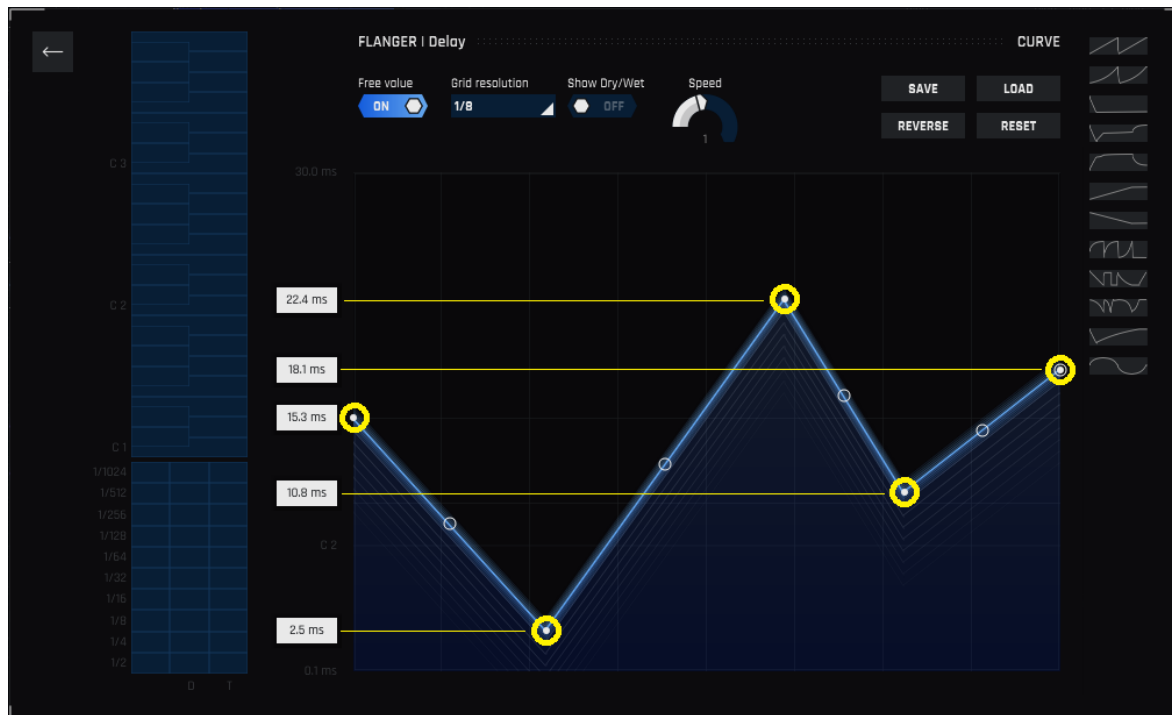 FLANGER | Delay
CURVE
Free value
Grid resolution
Show Dry/Wet
Speed
ON
1/8
OFF
1
SAVE
LOAD
REVERSE
RESET
C 3
C 2
C 1
1/1024
1/512
1/256
1/128
1/64
1/32
1/16
1/8
1/4
1/2
D
T
30.0 ms
22.4 ms
18.1 ms
15.3 ms
10.8 ms
C 2
2.5 ms
0.1 ms